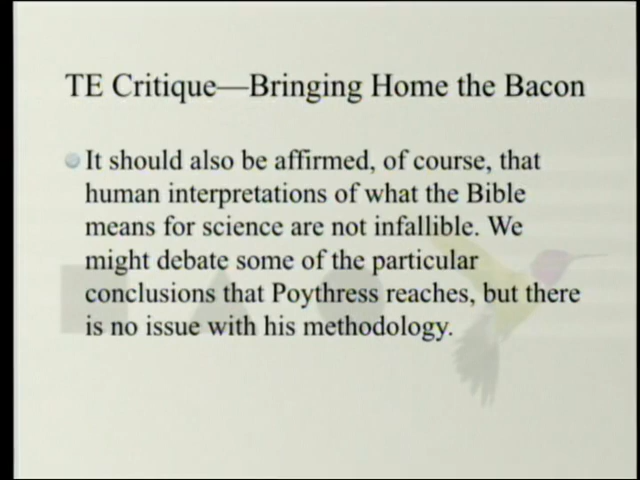 TE Critique—Bringing Home the Bacon
It should also be affirmed, of course, that
human interpretations of what the Bible
means for science are not infallible. We
might debate some of the particular
conclusions that Poythress reaches, but there
is no issue with his methodology.